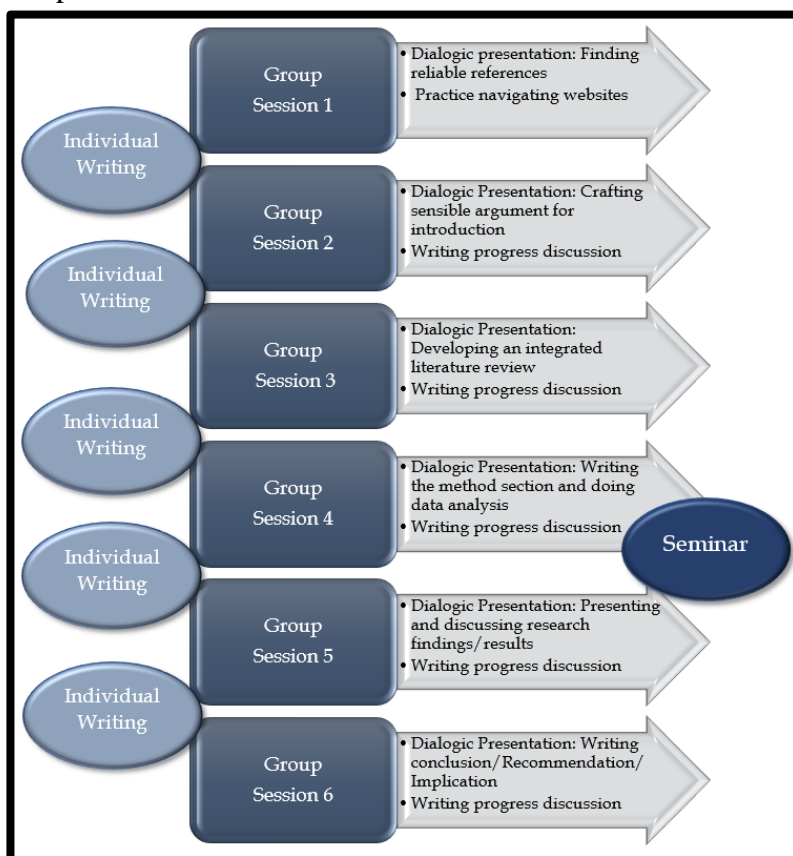 Group
Session 1
• Dialogic presentation: Finding
reliable references
• Practice navigating websites
Individual
Writing
Group
Session 2
• Dialogic Presentation: Crafting
sensible argument for
introduction
• Writing progress discussion
Individual
Writing
Group
Session 3
• Dialogic Presentation:
Developing an integrated
literature review
• Writing progress discussion
Individual
Writing
Group
Session 4
• Dialogic Presentation: Writing
the method section and doing
data analysis
• Writing progress discussion
Seminar
Individual
Writing
Group
Session 5
• Dialogic Presentation: Presenting
and discussing research
findings/results
• Writing progress discussion
Individual
Writing
Group
Session 6
• Dialogic Presentation: Writing
conclusion/Recommendation/
Implication
• Writing progress discussion